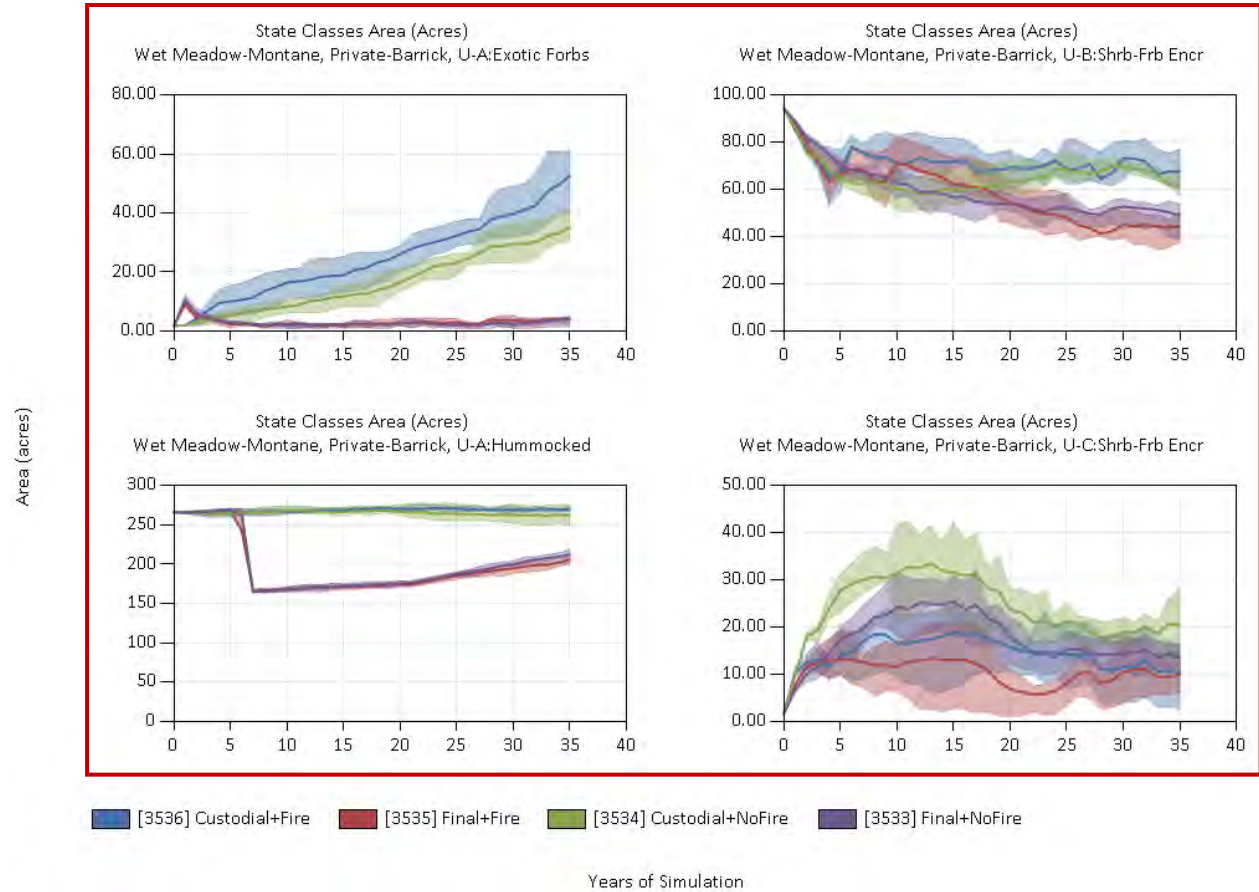 State Classes Area (Acres)
Wet Meadow-Montane, Private-Barrick, U-A:Exotic Forbs
80.00
60.00
40.00
20.00
0.00
0 5 10 15 20 25 30 35 40
State Classes Area (Acres)
Wet Meadow-Montane, Private-Barrick, U-B:Shrb-Frb Encr
100.00
80.00
60.00
40.00
20.00
0.00
0 5 10 15 20 25 30 35 40
Area (acres)
State Classes Area (Acres)
Wet Meadow-Montane, Private-Barrick, U-A:Hummocked
300
250
200
150
100
50
0
0 5 10 15 20 25 30 35 40
State Classes Area (Acres)
Wet Meadow-Montane, Private-Barrick, U-C:Shrb-Frb Encr
50.00
40.00
30.00
20.00
10.00
0.00
0 5 10 15 20 25 30 35 40
[3536] Custodial+Fire [3535] Final+Fire [3534] Custodial+NoFire [3533] Final+NoFire
Years of Simulation